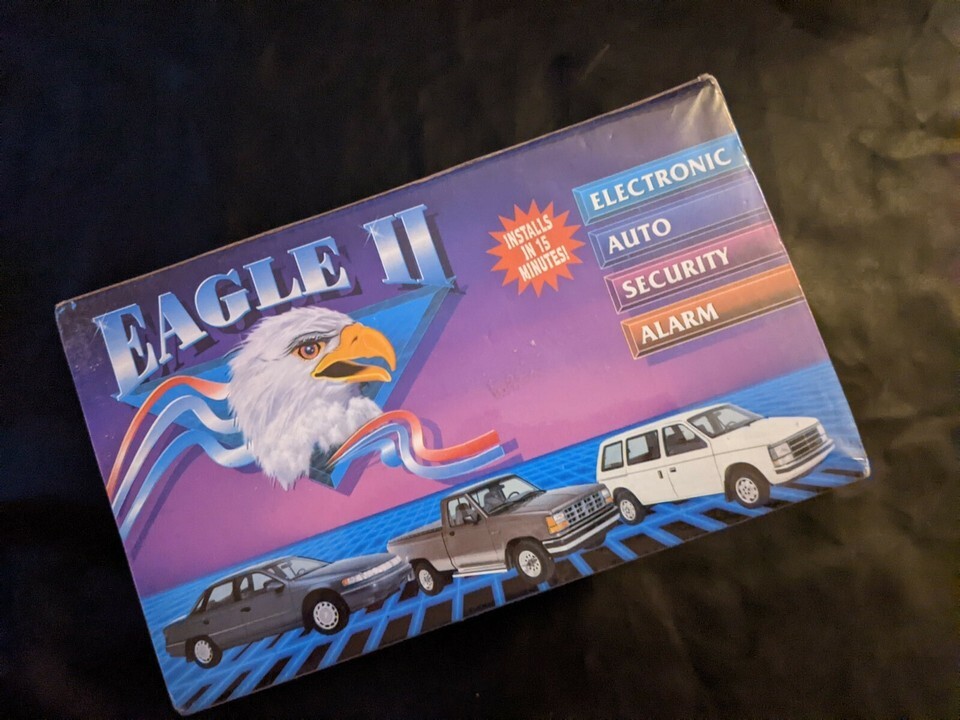 EAGLE II
INSTALLS
IN 15
MINUTES!
ELECTRONIC
AUTO
SECURITY
ALARM